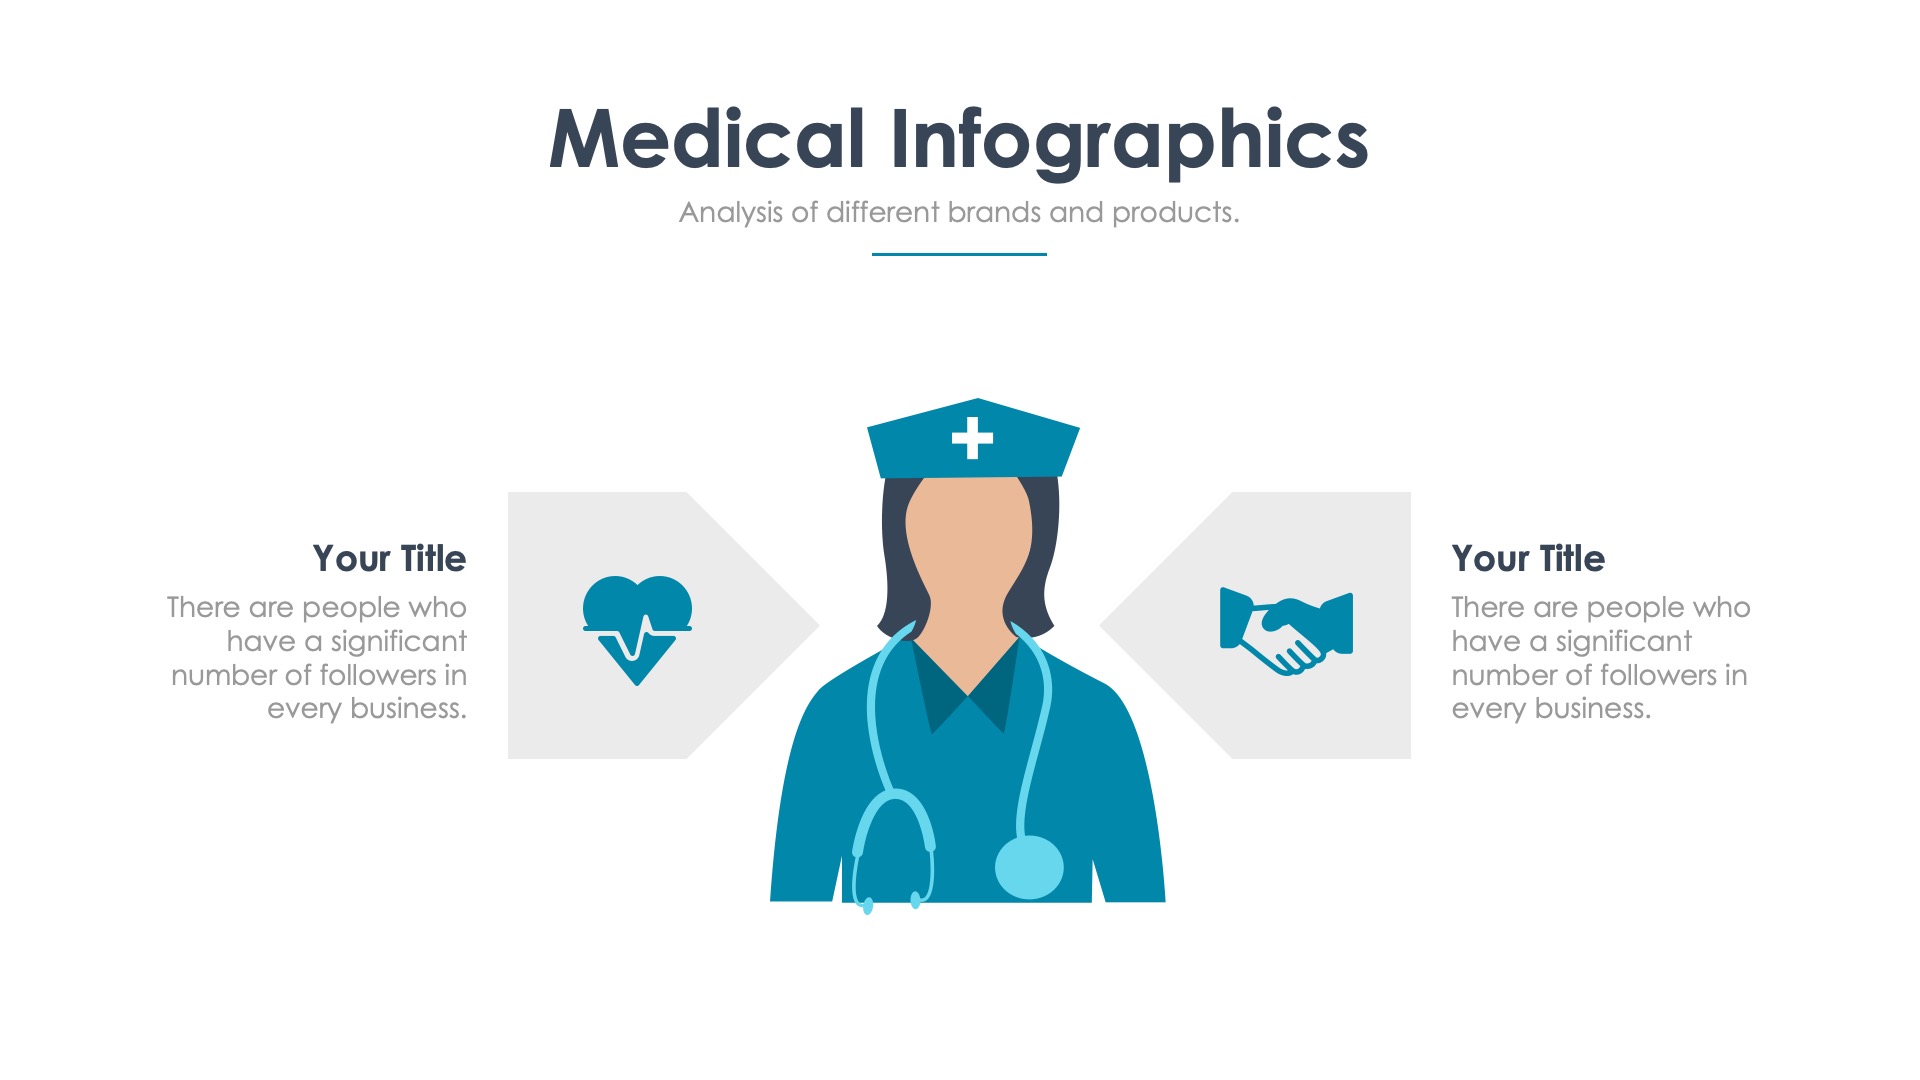 Medical Infographics
Analysis of different brands and products.
Your Title
There are people who
have a significant
number of followers in
every business.
Your Title
There are people who
have a significant
number of followers in
every business.